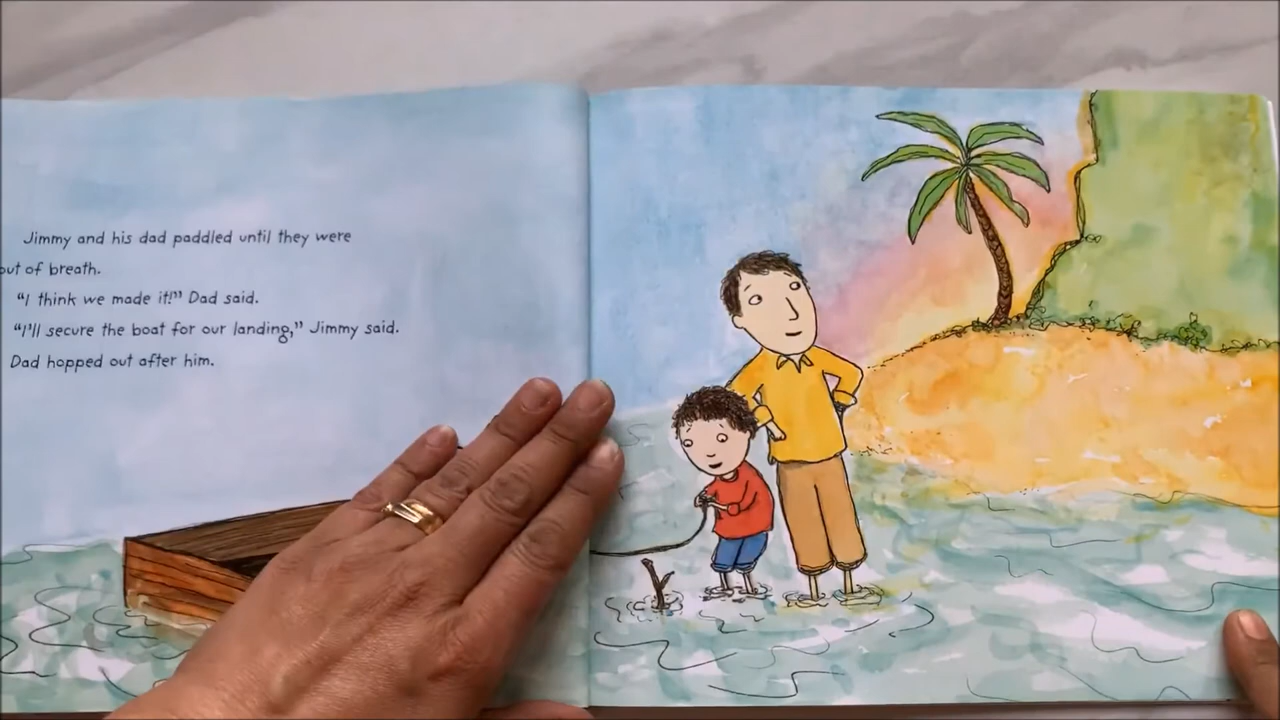 Jimmy and his dad paddled until they were
out of breath.
“I think we made it!” Dad said.
“I’ll secure the boat for our landing,” Jimmy said.
Dad hopped out after him.